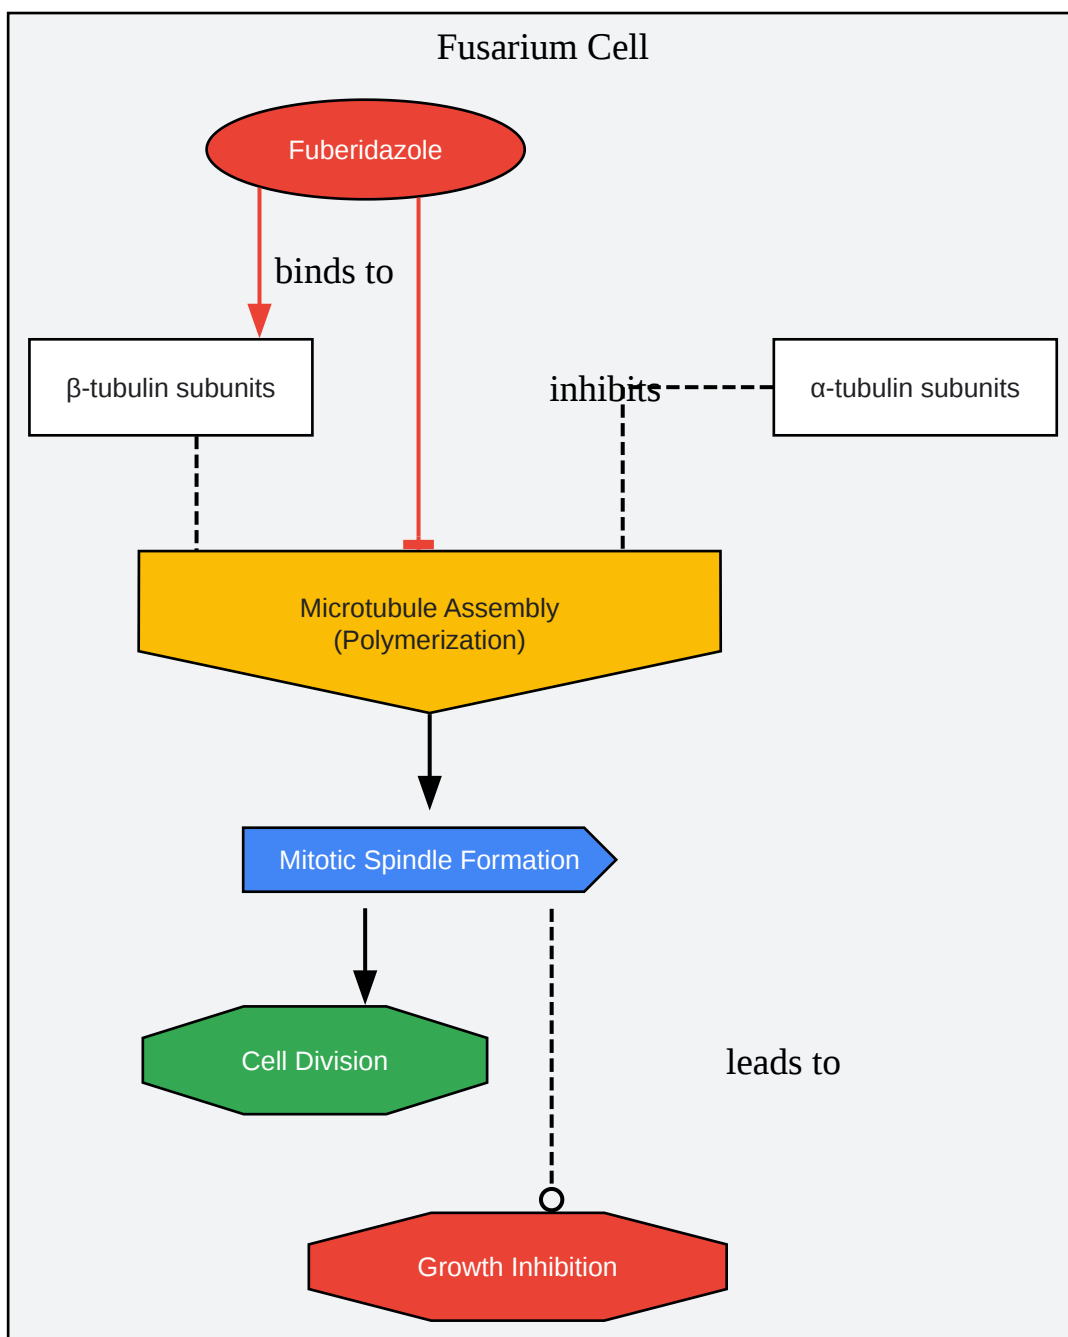 Fusarium Cell
Fuberidazole
binds to
β-tubulin subunits
inhibits
α-tubulin subunits
Microtubule Assembly
(Polymerization)
Mitotic Spindle Formation
Cell Division
leads to
Growth Inhibition